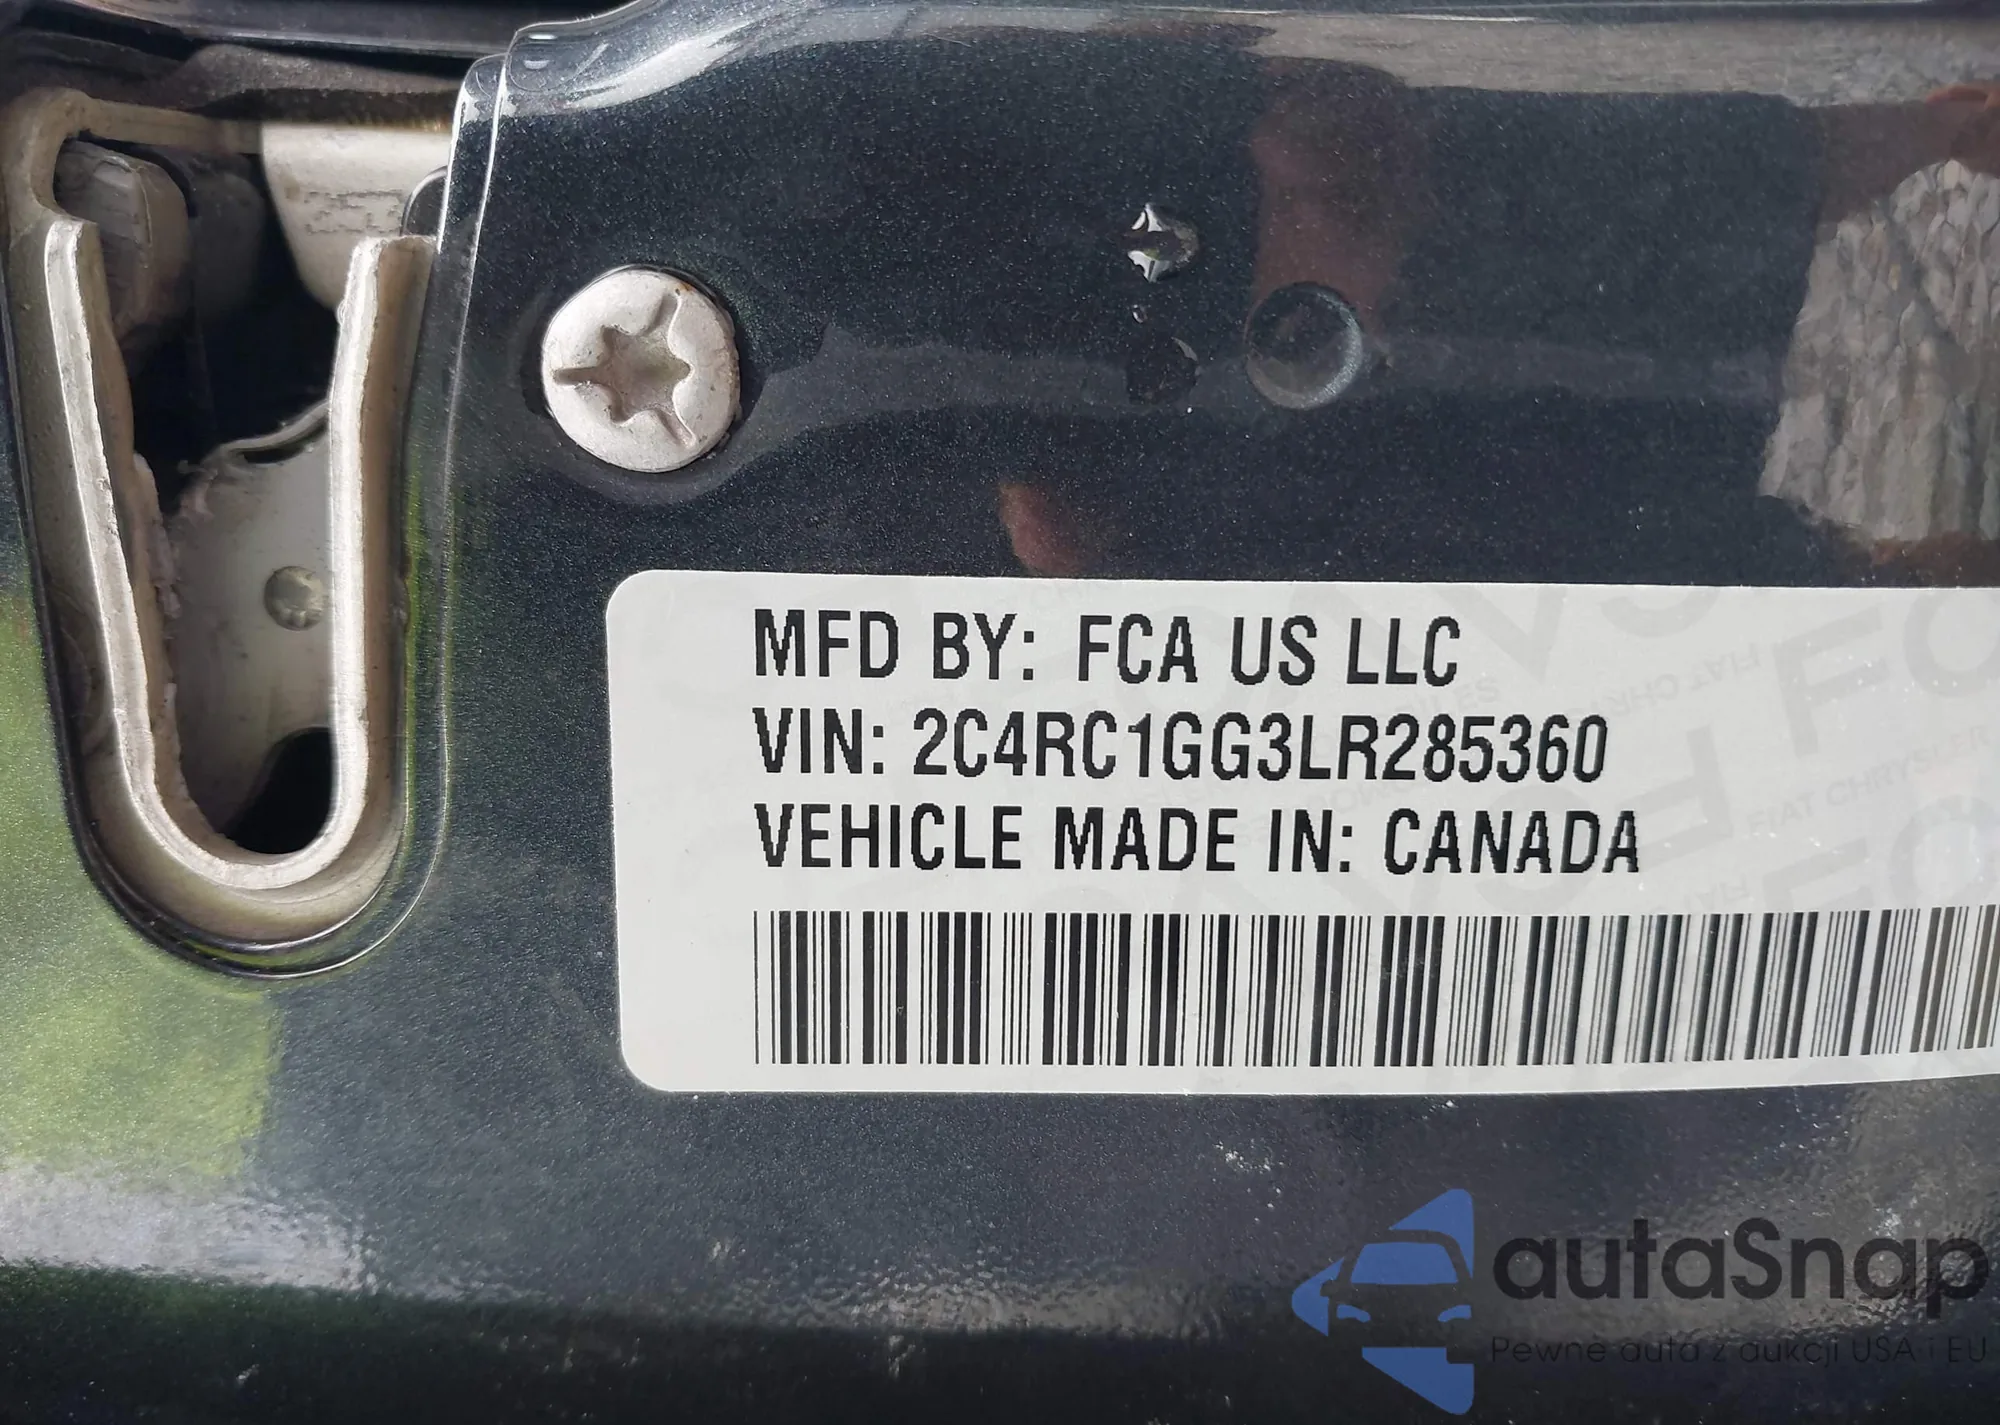 MFD BY: FCA US LLC
VIN: 2C4RC1GG3LR285360
VEHICLE MADE IN: CANADA
autaSnap
Pewne auta z aukcji USA i EU